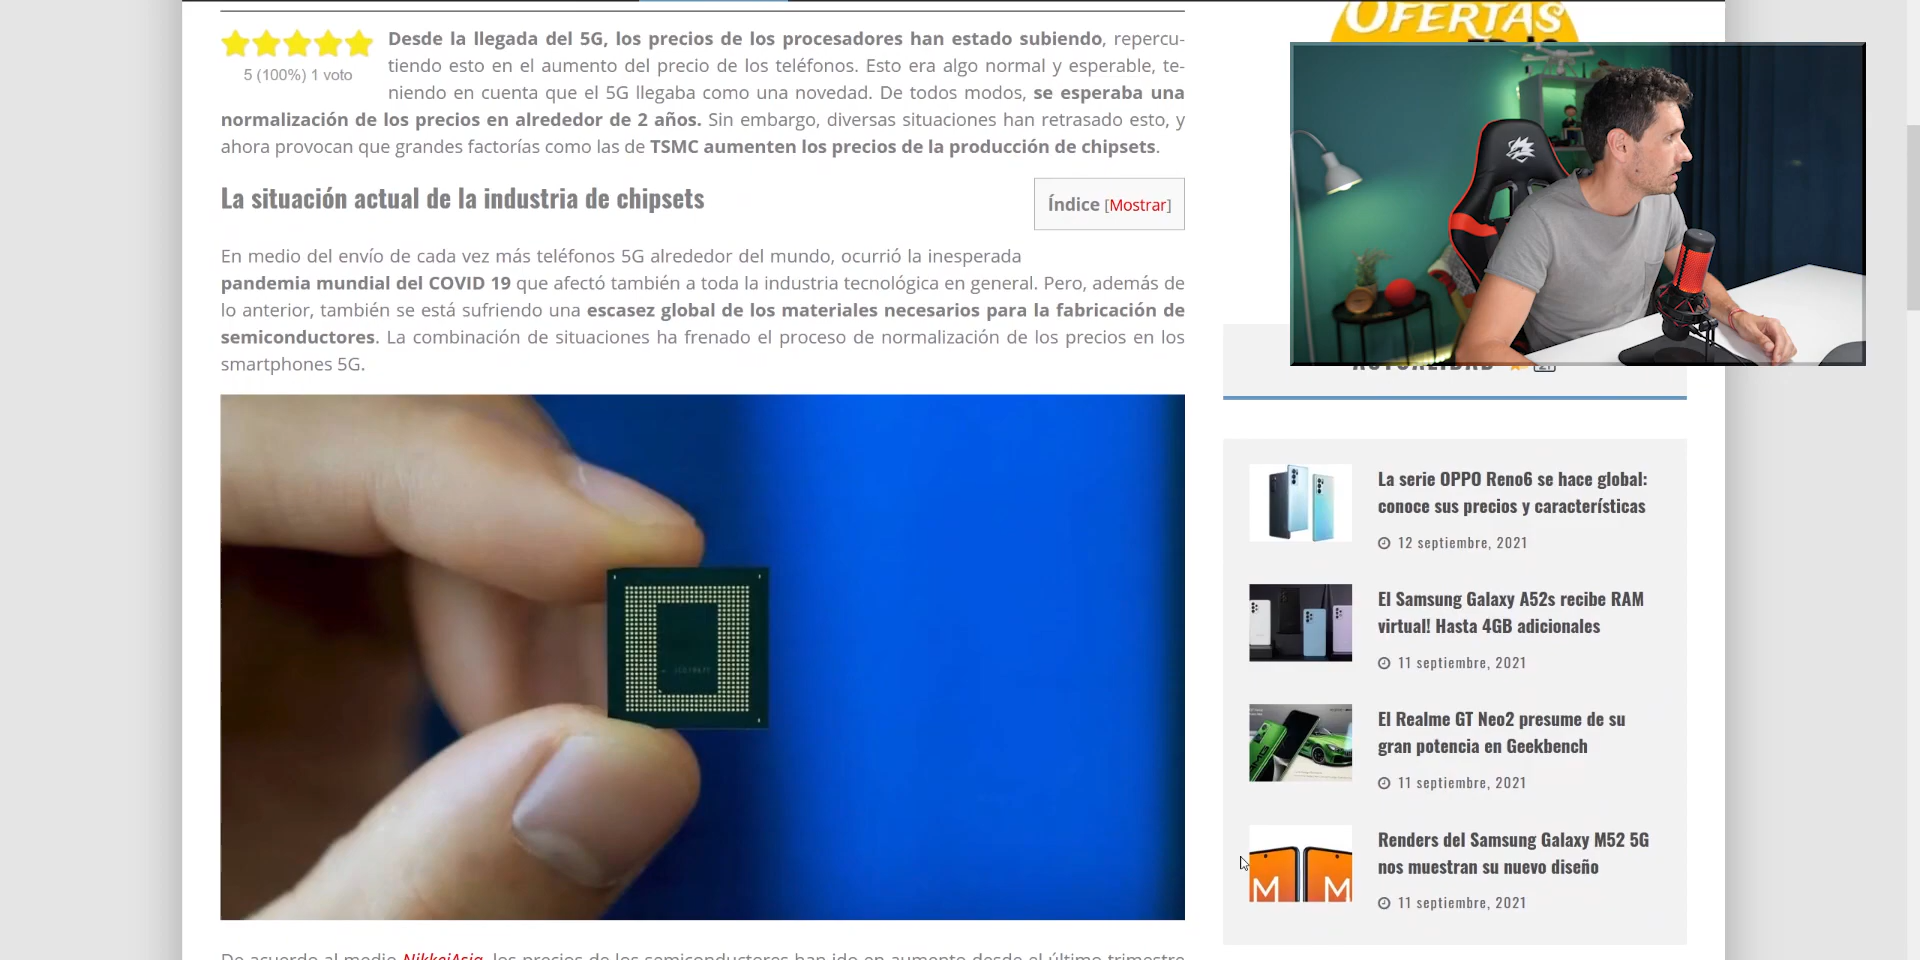 OFERTAS
5 (100%) 1 voto
Desde la llegada del 5G, los precios de los procesadores han estado subiendo, repercu-
tiendo esto en el aumento del precio de los teléfonos. Esto era algo normal y esperable, te-
niendo en cuenta que el 5G llegaba como una novedad. De todos modos, se esperaba una
normalización de los precios en alrededor de 2 años. Sin embargo, diversas situaciones han retrasado esto, y
ahora provocan que grandes factorías como las de TSMC aumenten los precios de la producción de chipsets.
La situación actual de la industria de chipsets
Índice [Mostrar]
En medio del envío de cada vez más teléfonos 5G alrededor del mundo, ocurrió la inesperada
pandemia mundial del COVID 19 que afectó también a toda la industria tecnológica en general. Pero, además de
lo anterior, también se está sufriendo una escasez global de los materiales necesarios para la fabricación de
semiconductores. La combinación de situaciones ha frenado el proceso de normalización de los precios en los
smartphones 5G.
De acuerdo al medio NikkeiAsia, los precios de los semiconductores han ido en aumento desde el último trimestre
ACTUALIDAD
La serie OPPO Reno6 se hace global:
conoce sus precios y características
12 septiembre, 2021
El Samsung Galaxy A52s recibe RAM
virtual! Hasta 4GB adicionales
11 septiembre, 2021
El Realme GT Neo2 presume de su
gran potencia en Geekbench
11 septiembre, 2021
M M
Renders del Samsung Galaxy M52 5G
nos muestran su nuevo diseño
11 septiembre, 2021